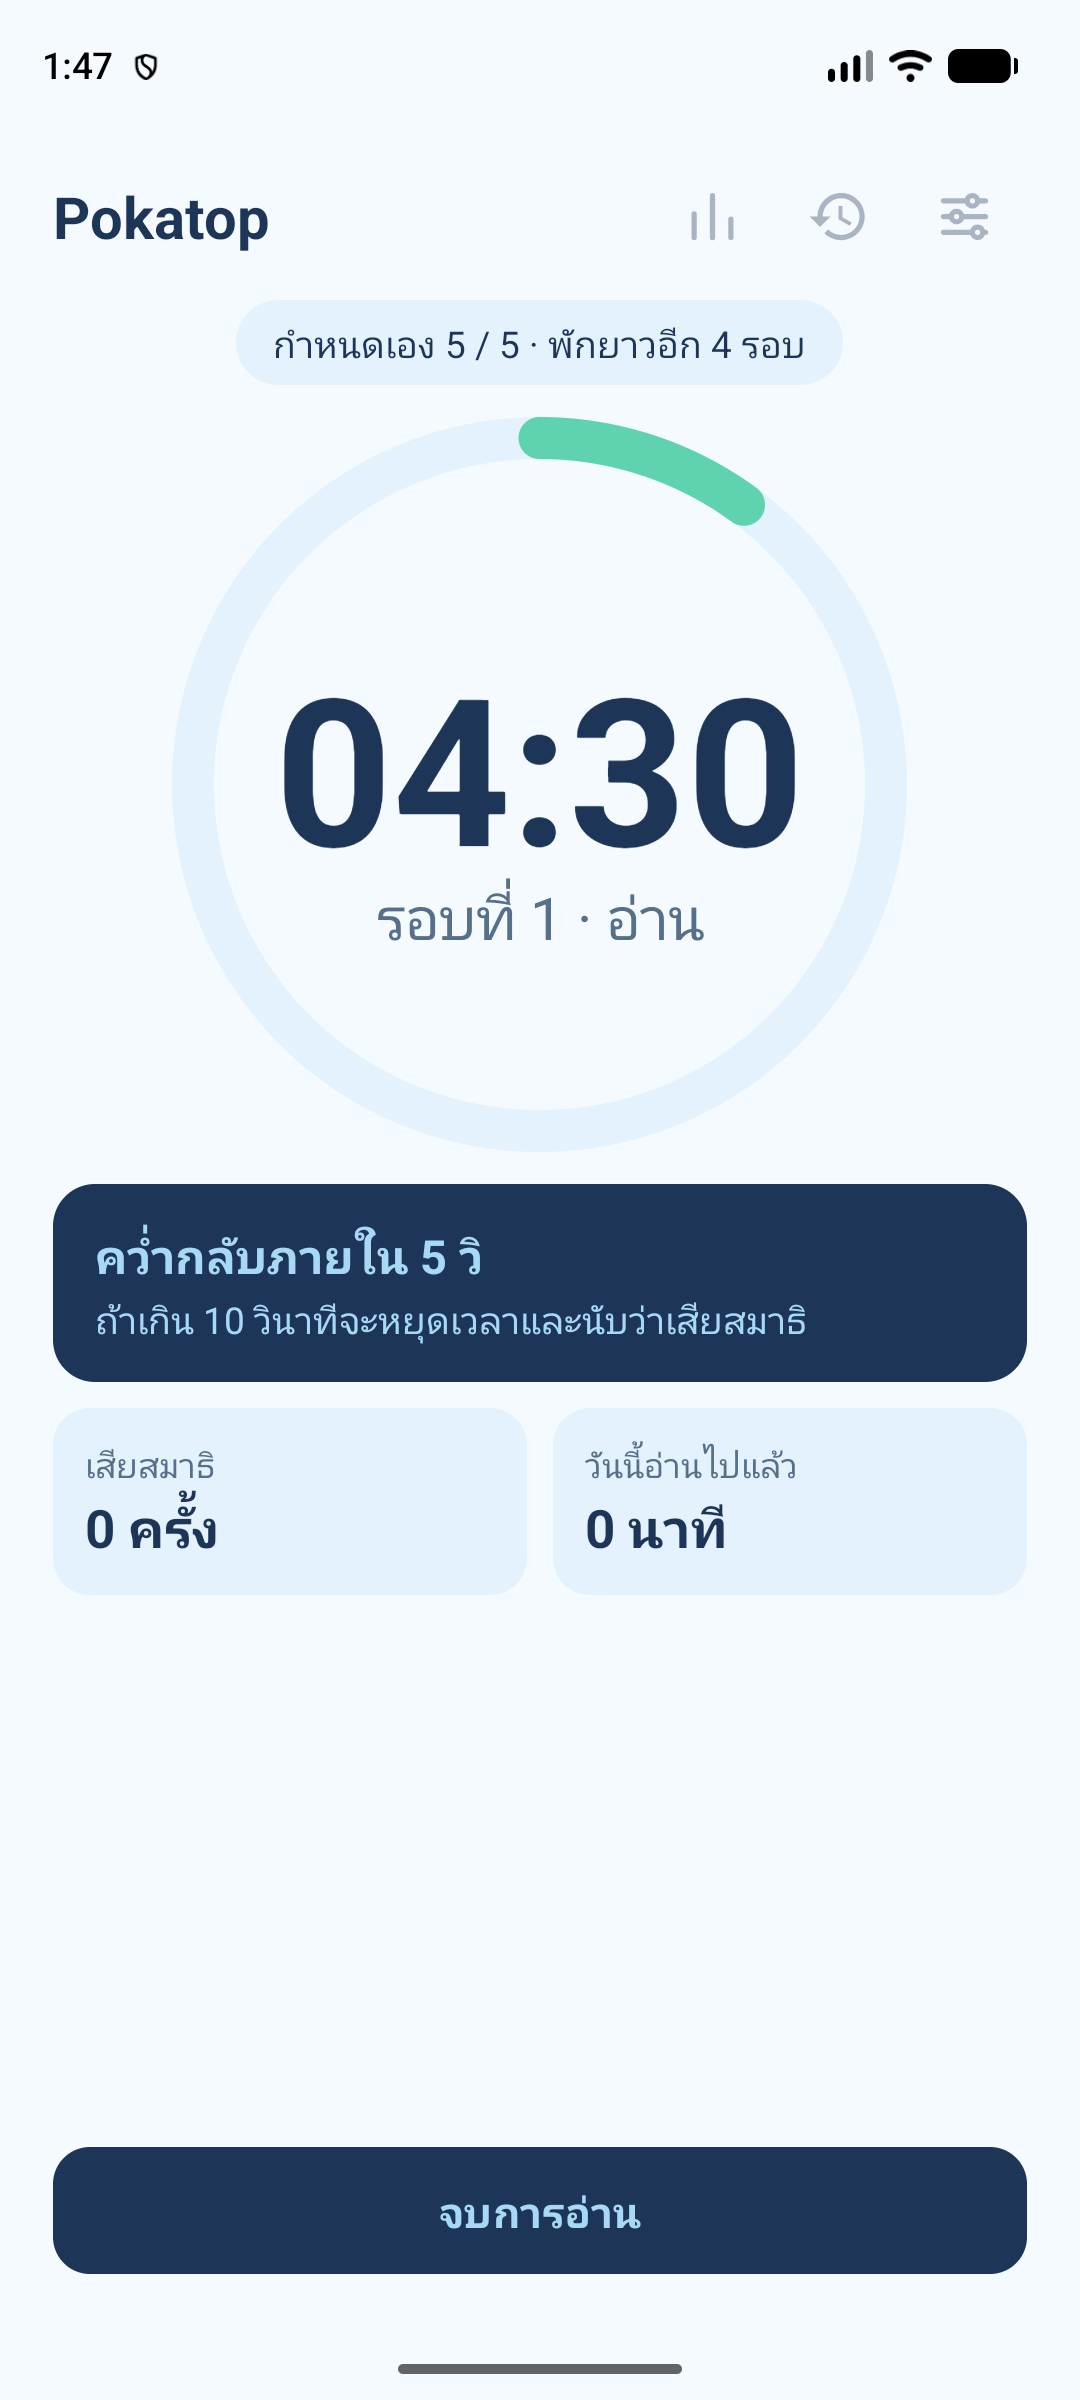 1:47
Pokatop
กำหนดเอง 5 / 5 · พักยาวอีก 4 รอบ
04:30
รอบที่ 1 · อ่าน
คว่ำกลับภายใน 5 วิ
ถ้าเกิน 10 วินาทีจะหยุดเวลาและนับว่าเสียสมาธิ
เสียสมาธิ
0 ครั้ง
วันนี้อ่านไปแล้ว
0 นาที
จบการอ่าน